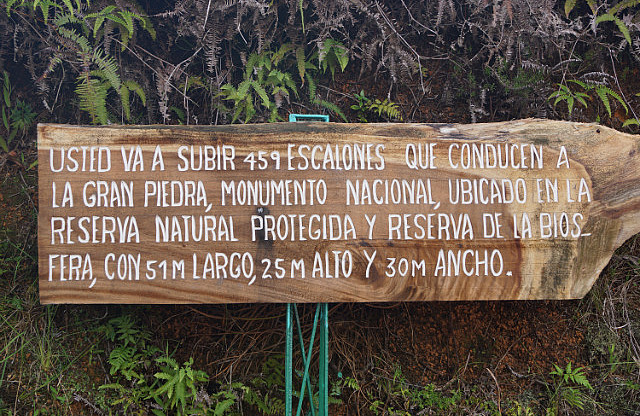 USTED VA A SUBIR 459 ESCALONES QUE CONDUCEN A
LA GRAN PIEDRA, MONUMENTO NACIONAL, UBICADO EN LA
RESERVA NATURAL PROTEGIDA Y RESERVA DE LA BIOS_
FERA, CON 51M LARGO, 25M ALTO Y 30M ANCHO.